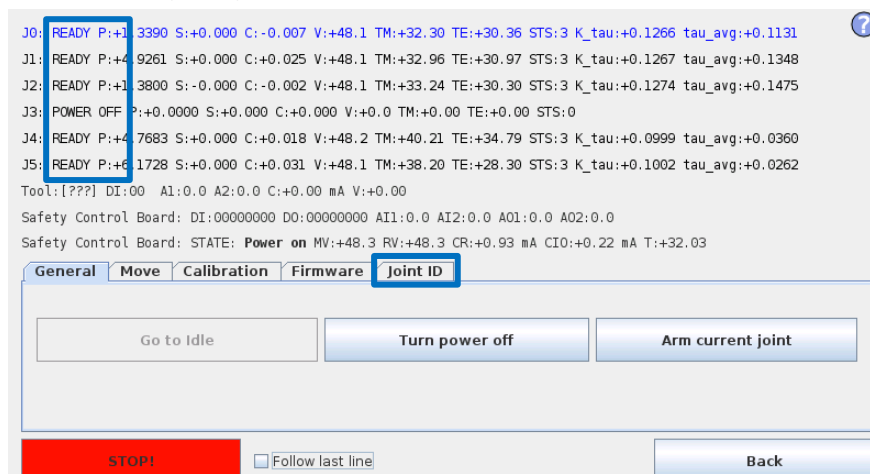 J0: READY P:+1.3390 S:+0.000 C:-0.007 V:+48.1 TM:+32.30 TE:+30.36 STS:3 K_tau:+0.1266 tau_avg:+0.1131
?
J1: READY P:+4.9261 S:+0.000 C:+0.025 V:+48.1 TM:+32.96 TE:+30.97 STS:3 K_tau:+0.1267 tau_avg:+0.1348
J2: READY P:+1.3800 S:-0.000 C:-0.002 V:+48.1 TM:+33.24 TE:+30.30 STS:3 K_tau:+0.1274 tau_avg:+0.1475
J3: POWER OFF P:+0.0000 S:+0.000 C:+0.000 V:+0.0 TM:+0.00 TE:+0.00 STS:0
J4: READY P:+4.7683 S:+0.000 C:+0.018 V:+48.2 TM:+40.21 TE:+34.79 STS:3 K_tau:+0.0999 tau_avg:+0.0360
J5: READY P:+6.1728 S:+0.000 C:+0.031 V:+48.1 TM:+38.20 TE:+28.30 STS:3 K_tau:+0.1002 tau_avg:+0.0262
Tool:[???] DI:00 A1:0.0 A2:0.0 C:+0.00 mA V:+0.00
Safety Control Board: DI:00000000 DO:00000000 AI1:0.0 AI2:0.0 AO1:0.0 AO2:0.0
Safety Control Board: STATE: Power on MV:+48.3 RV:+48.3 CR:+0.93 mA CIO:+0.22 mA T:+32.03
General Move Calibration Firmware Joint ID
Go to Idle Turn power off Arm current joint
STOP! Follow last line Back